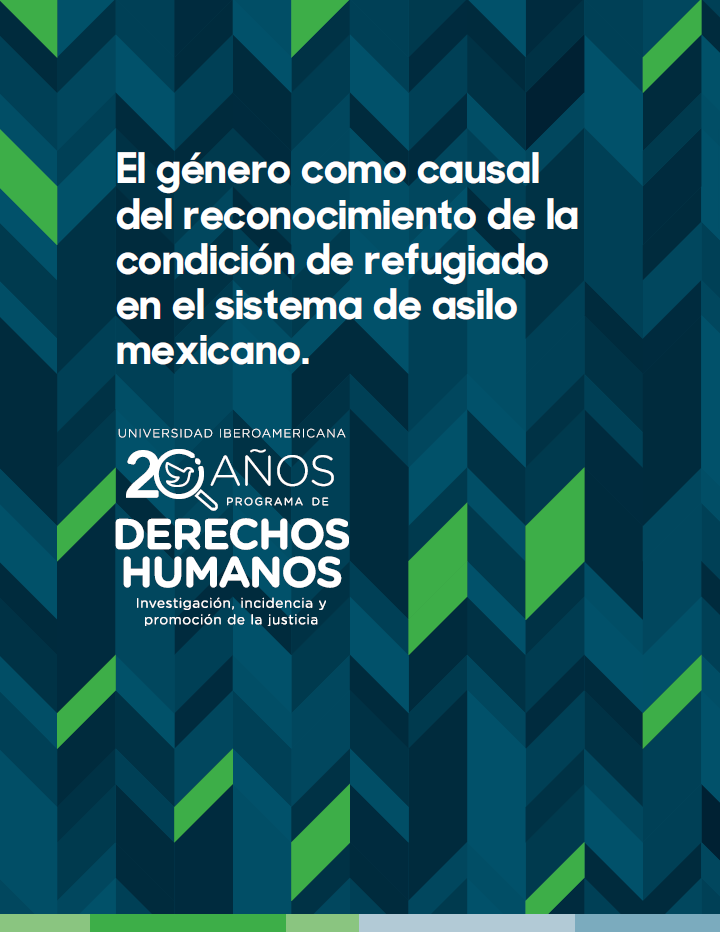 El género como causal
del reconocimiento de la
condición de refugiado
en el sistema de asilo
mexicano.
UNIVERSIDAD IBEROAMERICANA
20 AÑOS
PROGRAMA DE
DERECHOS
HUMANOS
Investigación, incidencia y
promoción de la justicia